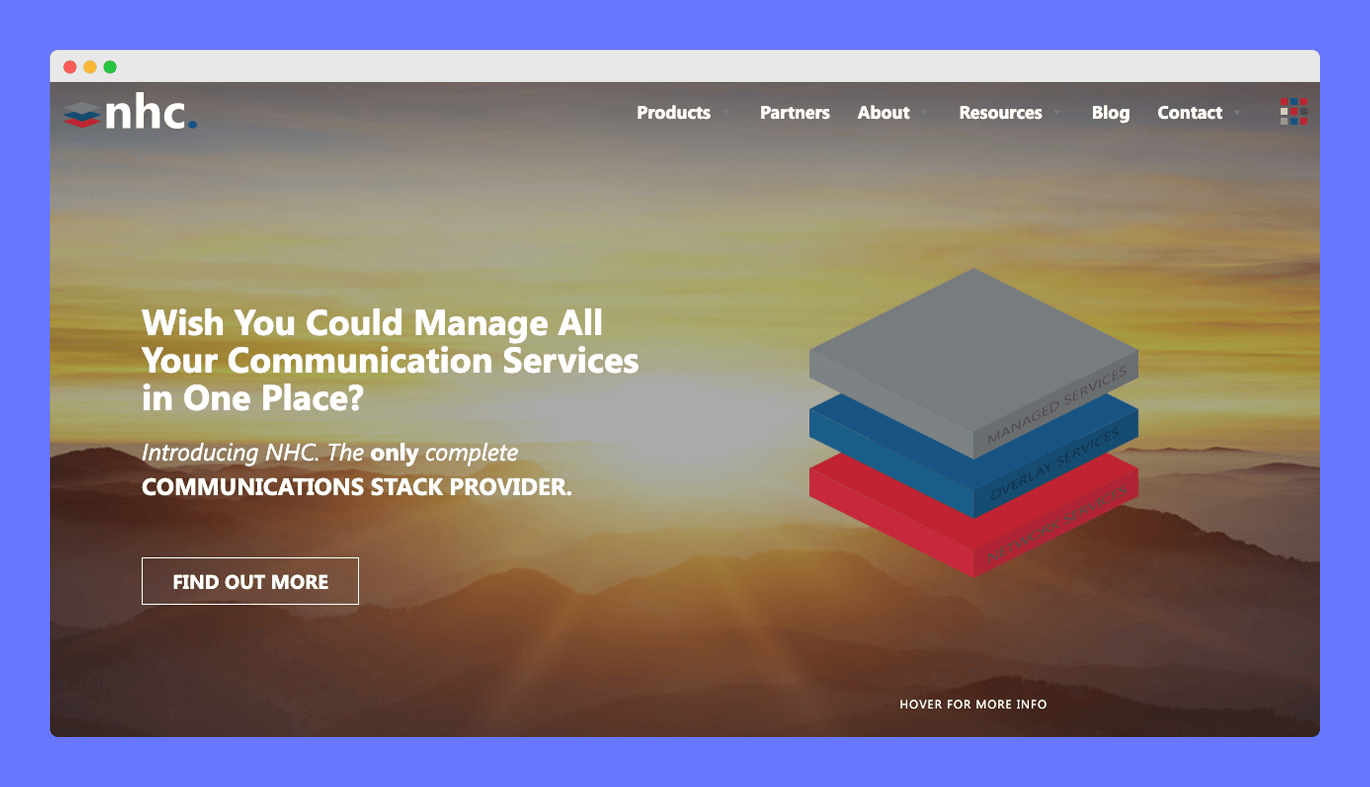 nhc.
Products
Partners
About
Resources
Blog
Contact
Wish You Could Manage All
Your Communication Services
in One Place?
Introducing NHC. The only complete
COMMUNICATIONS STACK PROVIDER.
FIND OUT MORE
MANAGED SERVICES
OVERLAY SERVICES
NETWORK SERVICES
HOVER FOR MORE INFO